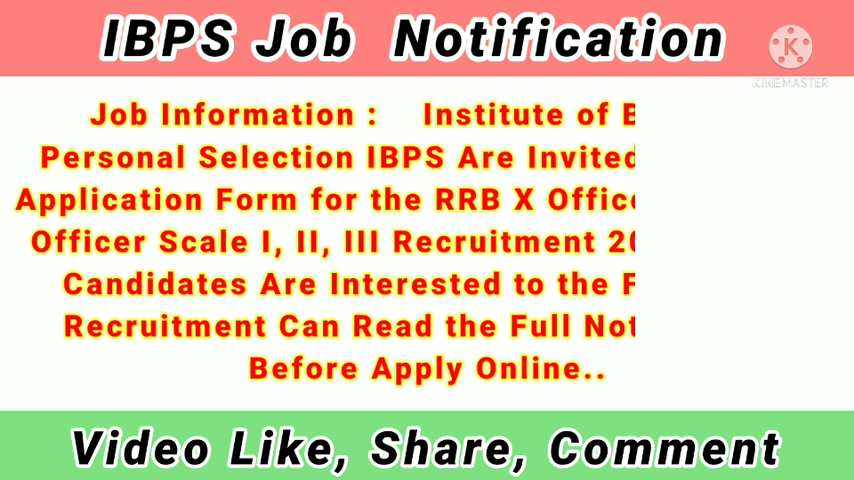 IBPS Job Notification
K
KINEMASTER
Job Information : Institute of
Personal Selection IBPS Are Invited
Application Form for the RRB X
Officer Scale I, II, III Recruitment
Candidates Are Interested to the
Recruitment Can Read the Full
Before Apply Online..
Video Like, Share, Comment